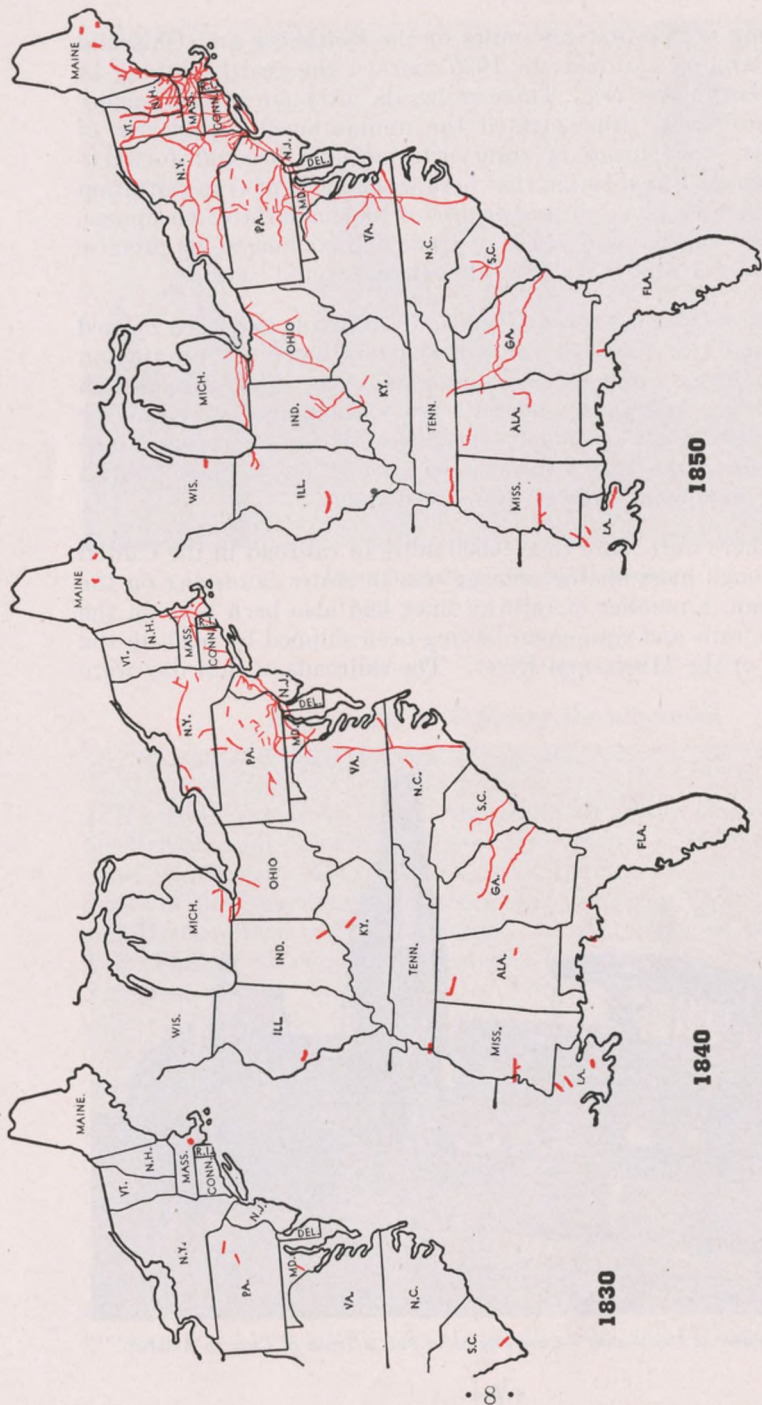 MAINE.
VT.
N.H.
MASS.
R.I.
CONN.
N.Y.
PA.
N.J.
DEL.
MD.
VA.
N.C.
S.C.
1830
MAINE
VT.
N.H.
MASS.
R.I.
CONN.
N.Y.
PA.
N.J.
DEL.
MD.
WIS.
MICH.
ILL.
IND.
OHIO
KY.
VA.
TENN.
N.C.
S.C.
MISS.
ALA.
GA.
LA.
FLA.
1840
MAINE
VT.
N.H.
MASS.
R.I.
CONN.
N.Y.
PA.
N.J.
DEL.
MD.
WIS.
MICH.
ILL.
IND.
OHIO
KY.
VA.
TENN.
N.C.
S.C.
MISS.
ALA.
GA.
LA.
FLA.
1850
• 8 •